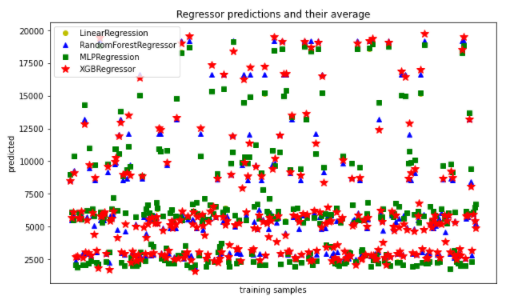 Regressor predictions and their average
LinearRegression
RandomForestRegressor
MLPRegression
XGBRegressor
20000
17500
15000
12500
10000
7500
5000
2500
predicted
training samples